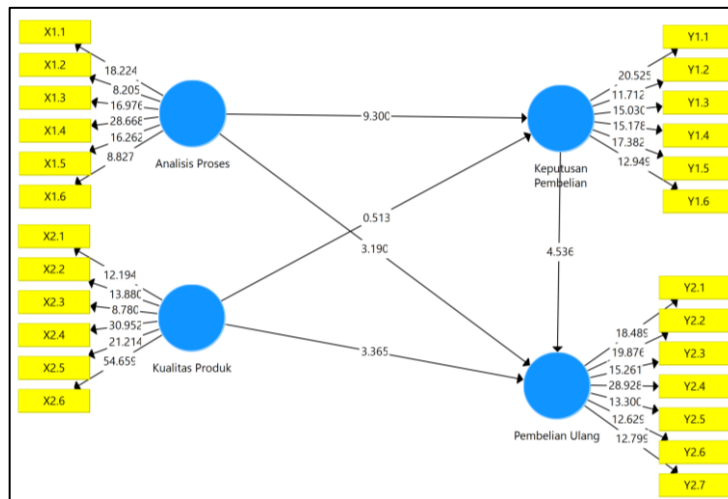 X1.1
X1.2
X1.3
X1.4
X1.5
X1.6
18.224
8.205
16.976
28.668
16.262
8.827
Analisis Proses
X2.1
X2.2
X2.3
X2.4
X2.5
X2.6
12.194
13.880
8.780
30.952
21.214
54.659
Kualitas Produk
9.300
0.513
3.190
3.365
4.536
Keputusan
Pembelian
20.525
11.712
15.030
15.178
17.382
12.949
Y1.1
Y1.2
Y1.3
Y1.4
Y1.5
Y1.6
Pembelian Ulang
18.489
19.876
15.261
28.928
13.300
12.629
12.799
Y2.1
Y2.2
Y2.3
Y2.4
Y2.5
Y2.6
Y2.7